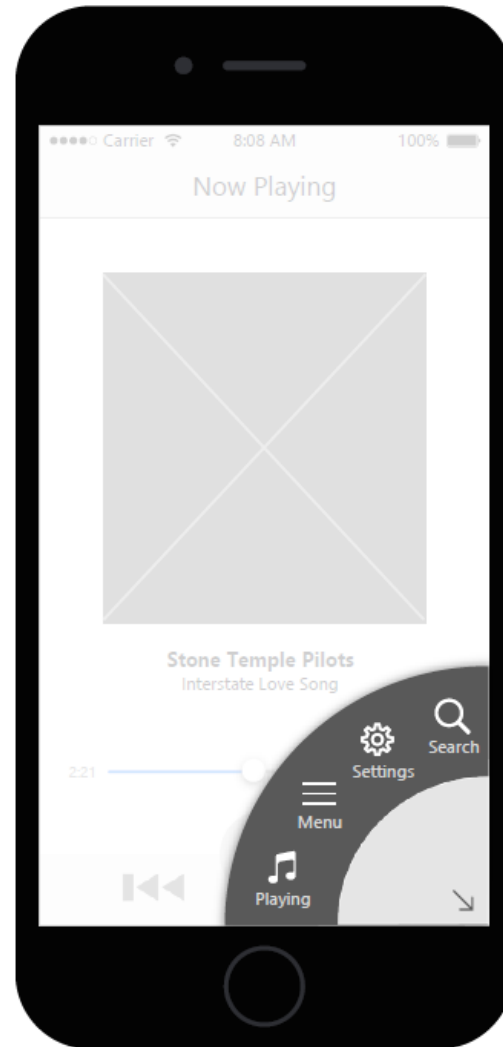 Carrier 8:08 AM 100%
Now Playing
Stone Temple Pilots
Interstate Love Song
2:21
Search
Settings
Menu
Playing